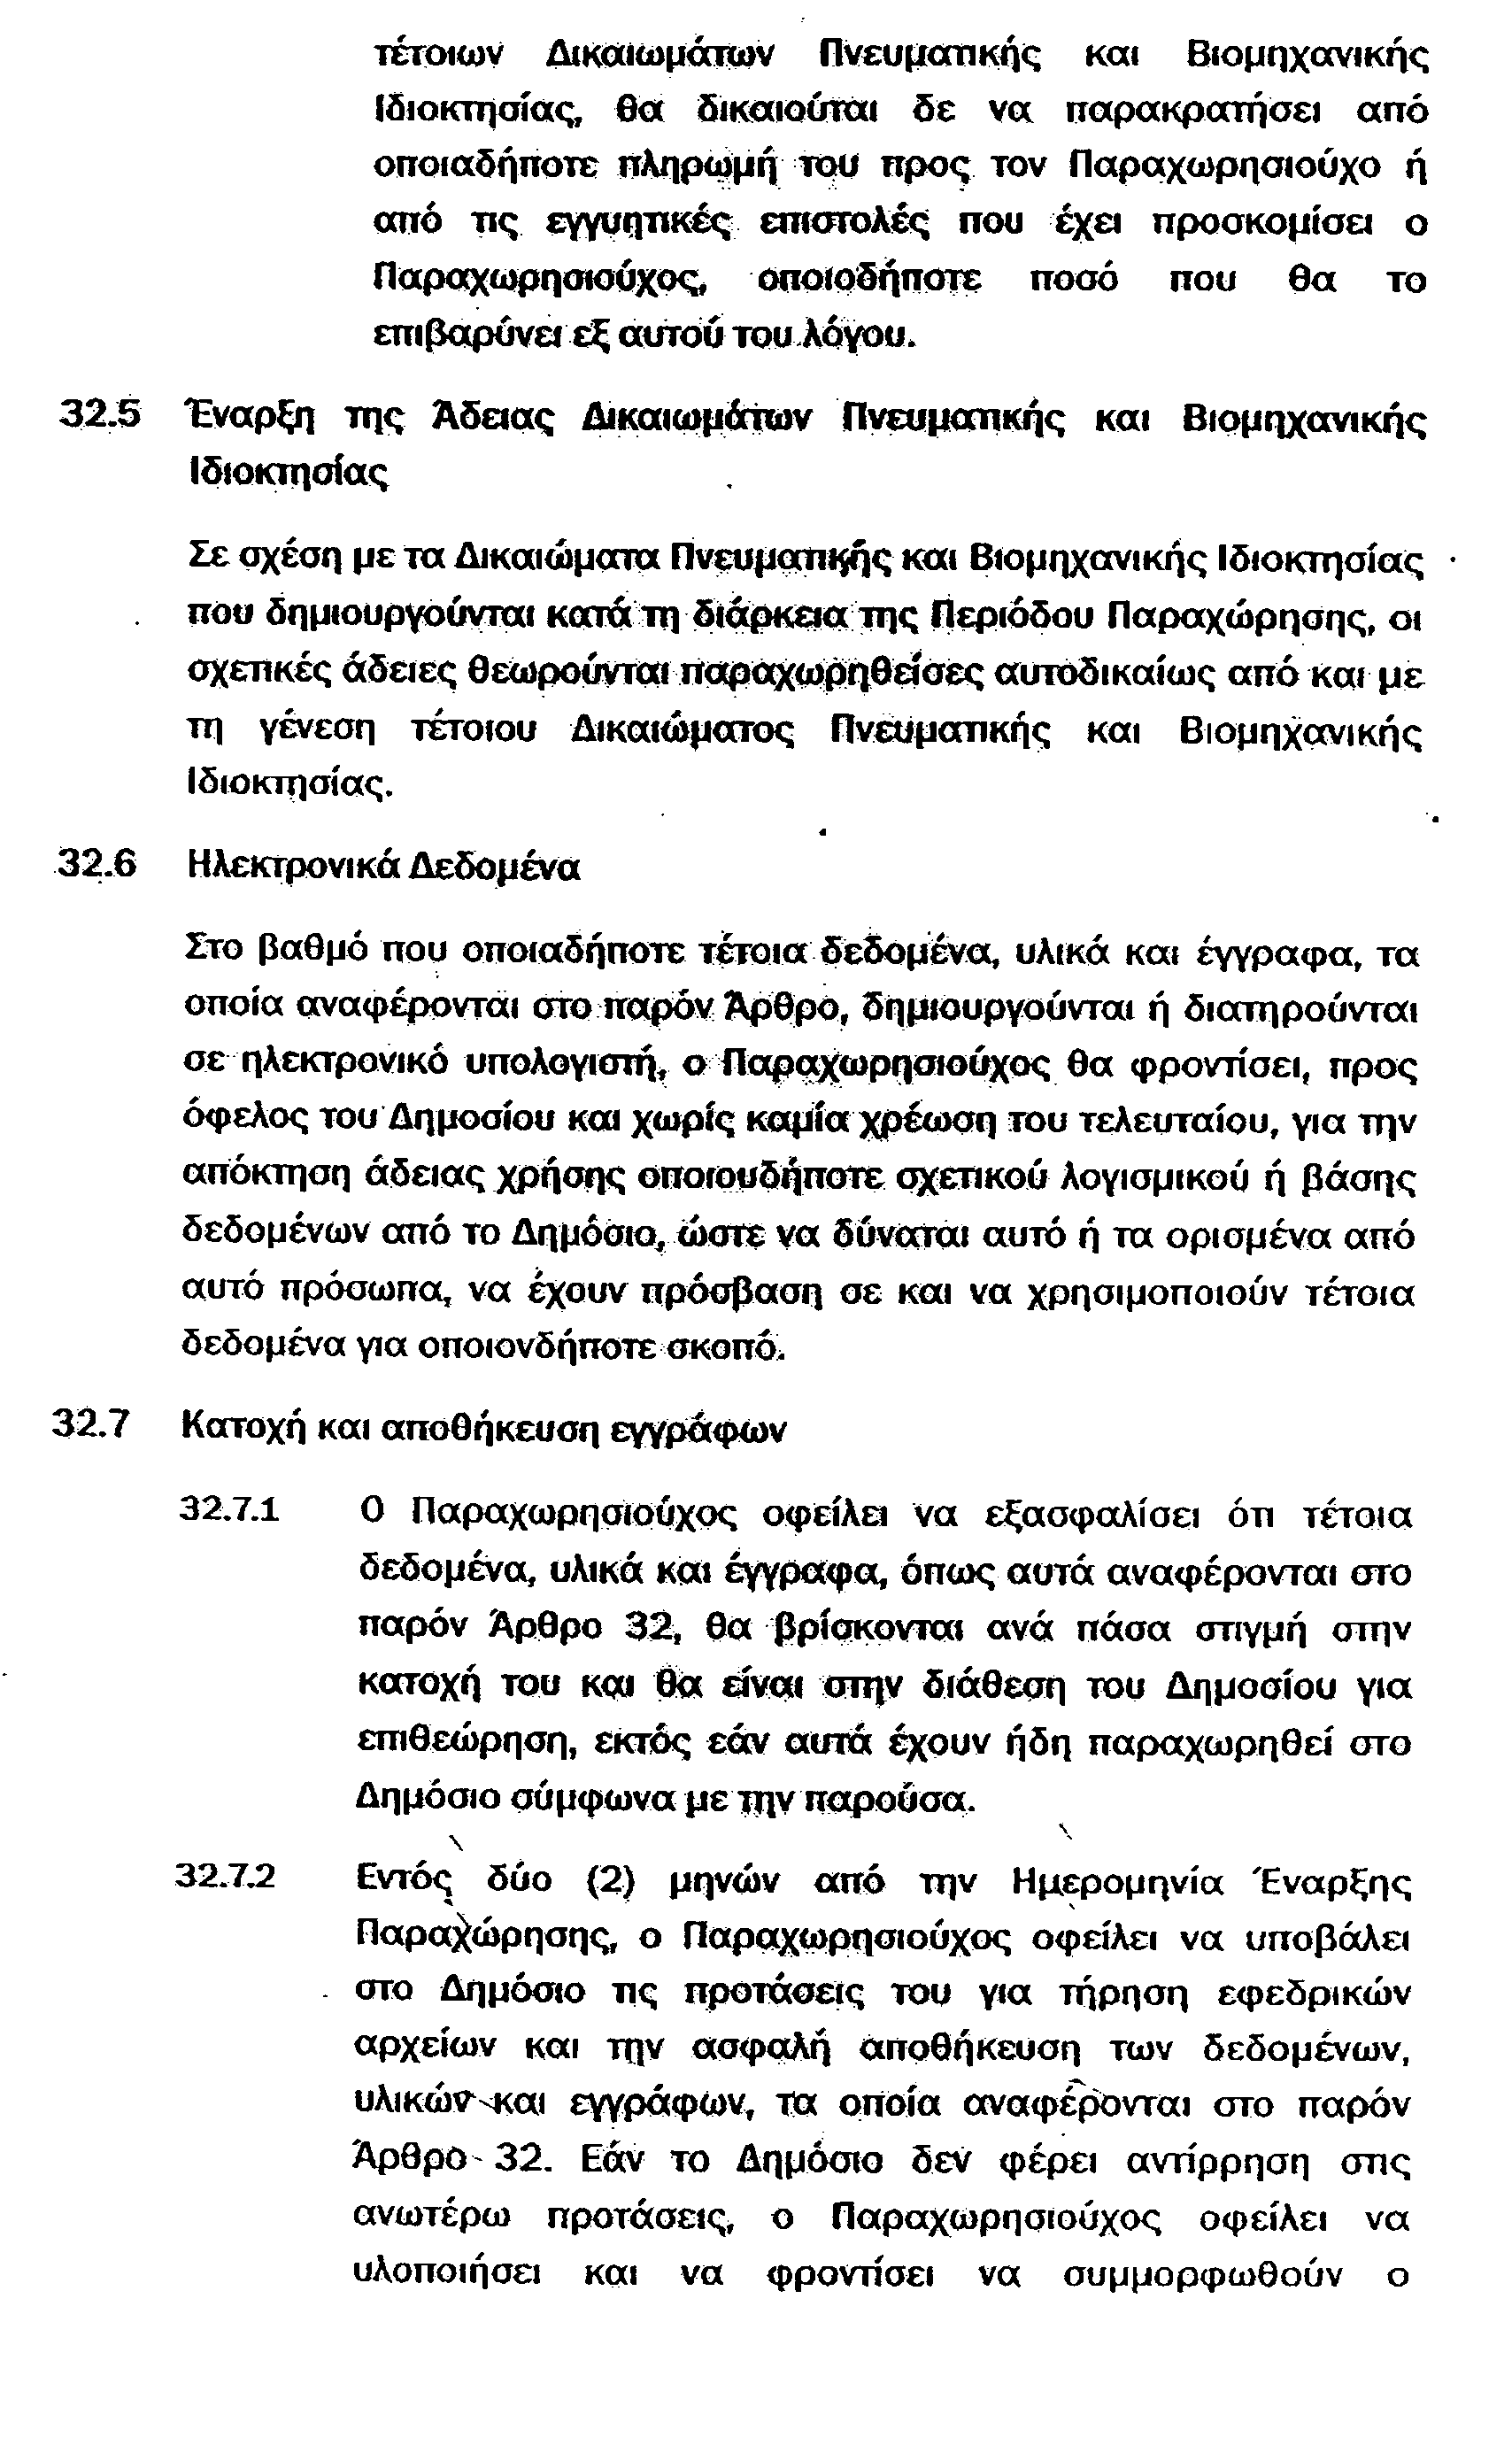 τέτοιων Δικαιωμάτων Πνευματικής και Βιομηχανικής
Ιδιοκτησίας, θα δικαιούται δε να παρακρατήσει από
οποιαδήποτε πληρωμή του προς τον Παραχωρησιούχο ή
από τις εγγυητικές επιστολές που έχει προσκομίσει ο
Παραχωρησιούχος, οποιοδήποτε ποσό που θα το
επιβαρύνει εξ αυτού του λόγου.
32.5 Έναρξη της Άδειας Δικαιωμάτων Πνευματικής και Βιομηχανικής
Ιδιοκτησίας
Σε σχέση με τα Δικαιώματα Πνευματικής και Βιομηχανικής Ιδιοκτησίας
που δημιουργούνται κατά τη διάρκεια της Περιόδου Παραχώρησης, οι
σχετικές άδειες θεωρούνται παραχωρηθείσες αυτοδικαίως από και με
τη γένεση τέτοιου Δικαιώματος Πνευματικής και Βιομηχανικής
Ιδιοκτησίας.
32.6 Ηλεκτρονικά Δεδομένα
Στο βαθμό που οποιαδήποτε τέτοια δεδομένα, υλικά και έγγραφα, τα
οποία αναφέρονται στο παρόν Άρθρο, δημιουργούνται ή διατηρούνται
σε ηλεκτρονικό υπολογιστή, ο Παραχωρησιούχος θα φροντίσει, προς
όφελος του Δημοσίου και χωρίς καμία χρέωση του τελευταίου, για την
απόκτηση άδειας χρήσης οποιουδήποτε σχετικού λογισμικού ή βάσης
δεδομένων από το Δημόσιο, ώστε να δύναται αυτό ή τα ορισμένα από
αυτό πρόσωπα, να έχουν πρόσβαση σε και να χρησιμοποιούν τέτοια
δεδομένα για οποιονδήποτε σκοπό.
32.7 Κατοχή και αποθήκευση εγγράφων
32.7.1 Ο Παραχωρησιούχος οφείλει να εξασφαλίσει ότι τέτοια
δεδομένα, υλικά και έγγραφα, όπως αυτά αναφέρονται στο
παρόν Άρθρο 32, θα βρίσκονται ανά πάσα στιγμή στην
κατοχή του και θα είναι στην διάθεση του Δημοσίου για
επιθεώρηση, εκτός εάν αυτά έχουν ήδη παραχωρηθεί στο
Δημόσιο σύμφωνα με την παρούσα.
32.7.2 Εντός δύο (2) μηνών από την Ημερομηνία Έναρξης
Παραχώρησης, ο Παραχωρησιούχος οφείλει να υποβάλει
στο Δημόσιο τις προτάσεις του για τήρηση εφεδρικών
αρχείων και την ασφαλή αποθήκευση των δεδομένων,
υλικών και εγγράφων, τα οποία αναφέρονται στο παρόν
Άρθρο 32. Εάν το Δημόσιο δεν φέρει αντίρρηση στις
ανωτέρω προτάσεις, ο Παραχωρησιούχος οφείλει να
υλοποιήσει και να φροντίσει να συμμορφωθούν ο